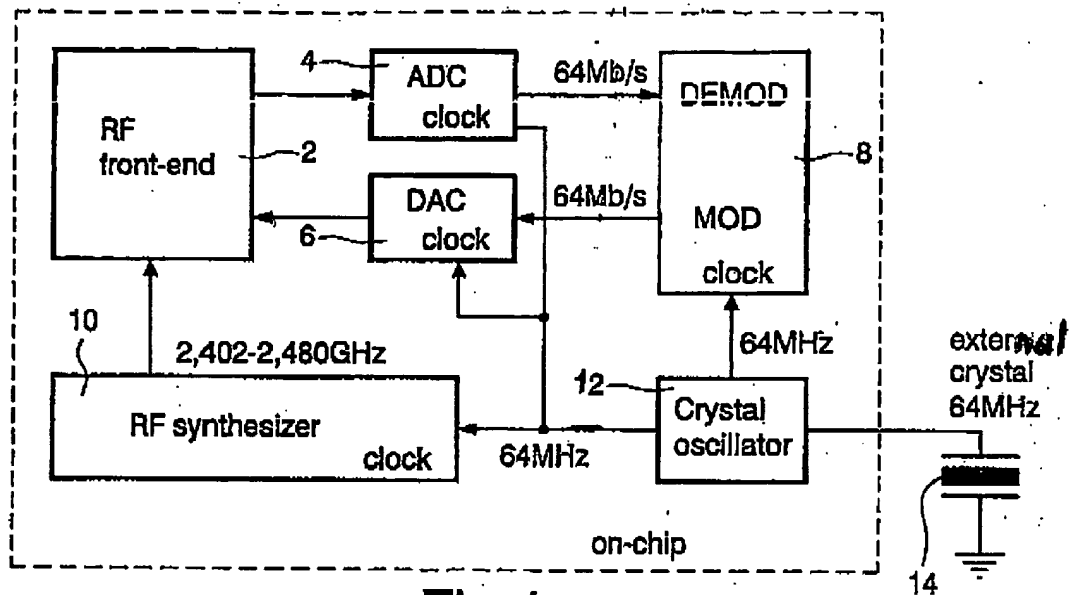 4
ADC
clock
64Mb/s
DEMOD
RF
front-end
2
8
DAC
clock
6
64Mb/s
MOD
clock
10
2,402-2,480GHz
64MHz
external
crystal
64MHz
12
RF synthesizer
clock
64MHz
Crystal
oscillator
on-chip
14